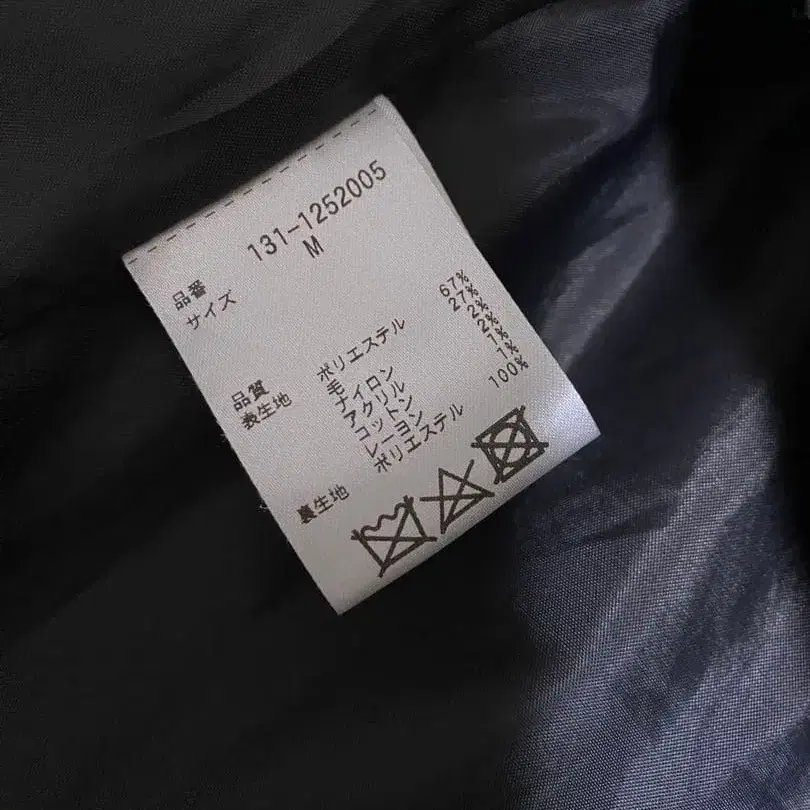 品番 131-1252005
サイズ M
品質
表生地 ポリエステル 67%
毛 27%
ナイロン 2%
アクリル 2%
コットン 1%
レーヨン 1%
裏生地 ポリエステル 100%